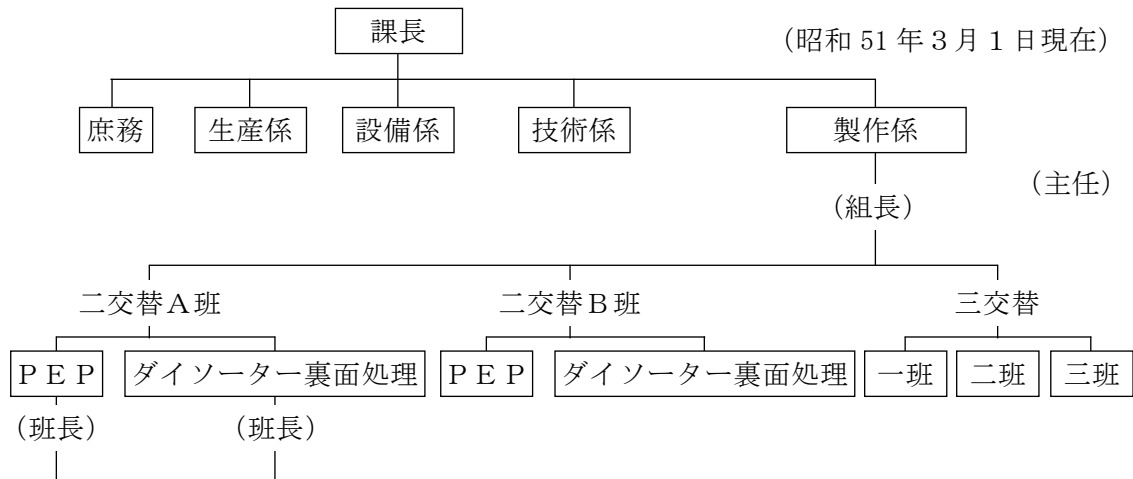 課長
(昭和 51 年３月１日現在)
庶務 生産係 設備係 技術係 製作係
(主任)
(組長)
二交替Ａ班 二交替Ｂ班 三交替
ＰＥＰ ダイソーター裏面処理 ＰＥＰ ダイソーター裏面処理 一班 二班 三班
(班長) (班長)